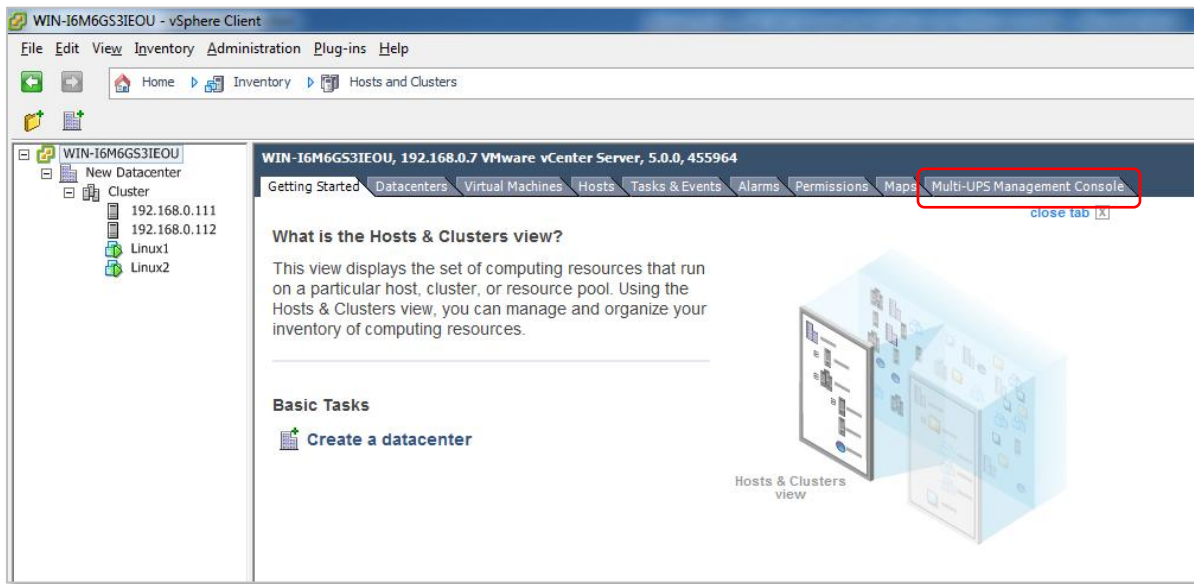 WIN-I6M6GS3IEOU - vSphere Client
File Edit View Inventory Administration Plug-ins Help
Home Inventory Hosts and Clusters
WIN-I6M6GS3IEOU
New Datacenter
Cluster
192.168.0.111
192.168.0.112
Linux1
Linux2
WIN-I6M6GS3IEOU, 192.168.0.7 VMware vCenter Server, 5.0.0, 455964
Getting Started Datacenters Virtual Machines Hosts Tasks & Events Alarms Permissions Maps Multi-UPS Management Console
close tab X
What is the Hosts & Clusters view?
This view displays the set of computing resources that run
on a particular host, cluster, or resource pool. Using the
Hosts & Clusters view, you can manage and organize your
inventory of computing resources.
Basic Tasks
Create a datacenter
Hosts & Clusters
view